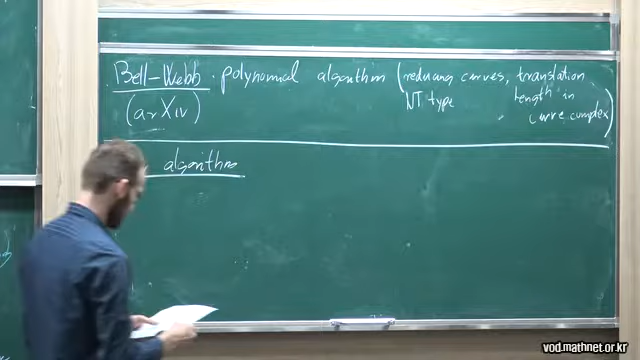 Bell-Webb · polynomial algorithm (reducing curves, translation
(arXiv) NT type length in
curve complex)
algorithm
vod.mathnet.or.kr